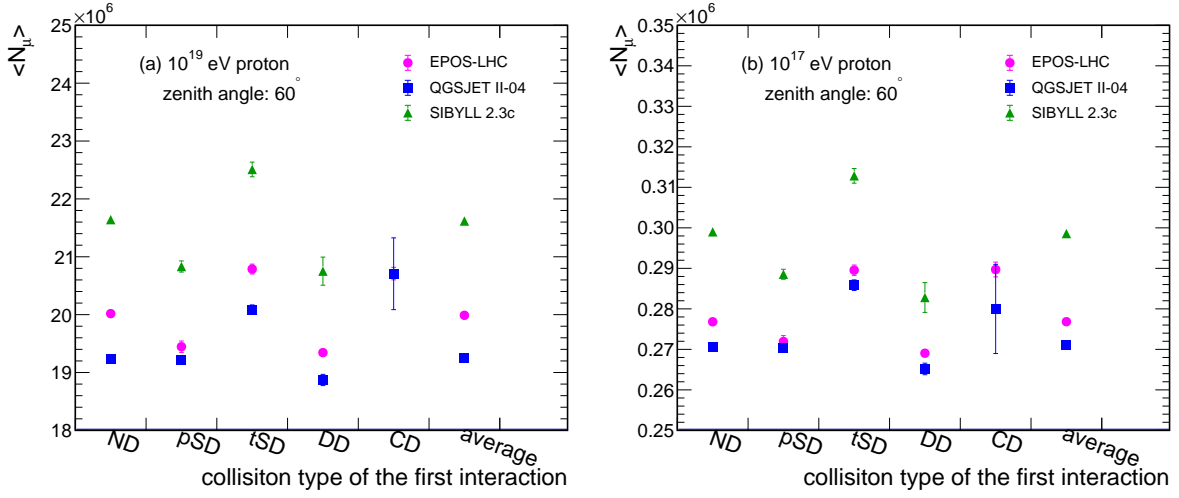 ×10⁶
<N_μ>
25
24
23
22
21
20
19
18
(a) 10¹⁹ eV proton
zenith angle: 60°
EPOS-LHC
QGSJET II-04
SIBYLL 2.3c
ND pSD tSD DD CD average
collisiton type of the first interaction
×10⁶
<N_μ>
0.35
0.34
0.33
0.32
0.31
0.30
0.29
0.28
0.27
0.26
0.25
(b) 10¹⁷ eV proton
zenith angle: 60°
EPOS-LHC
QGSJET II-04
SIBYLL 2.3c
ND pSD tSD DD CD average
collisiton type of the first interaction